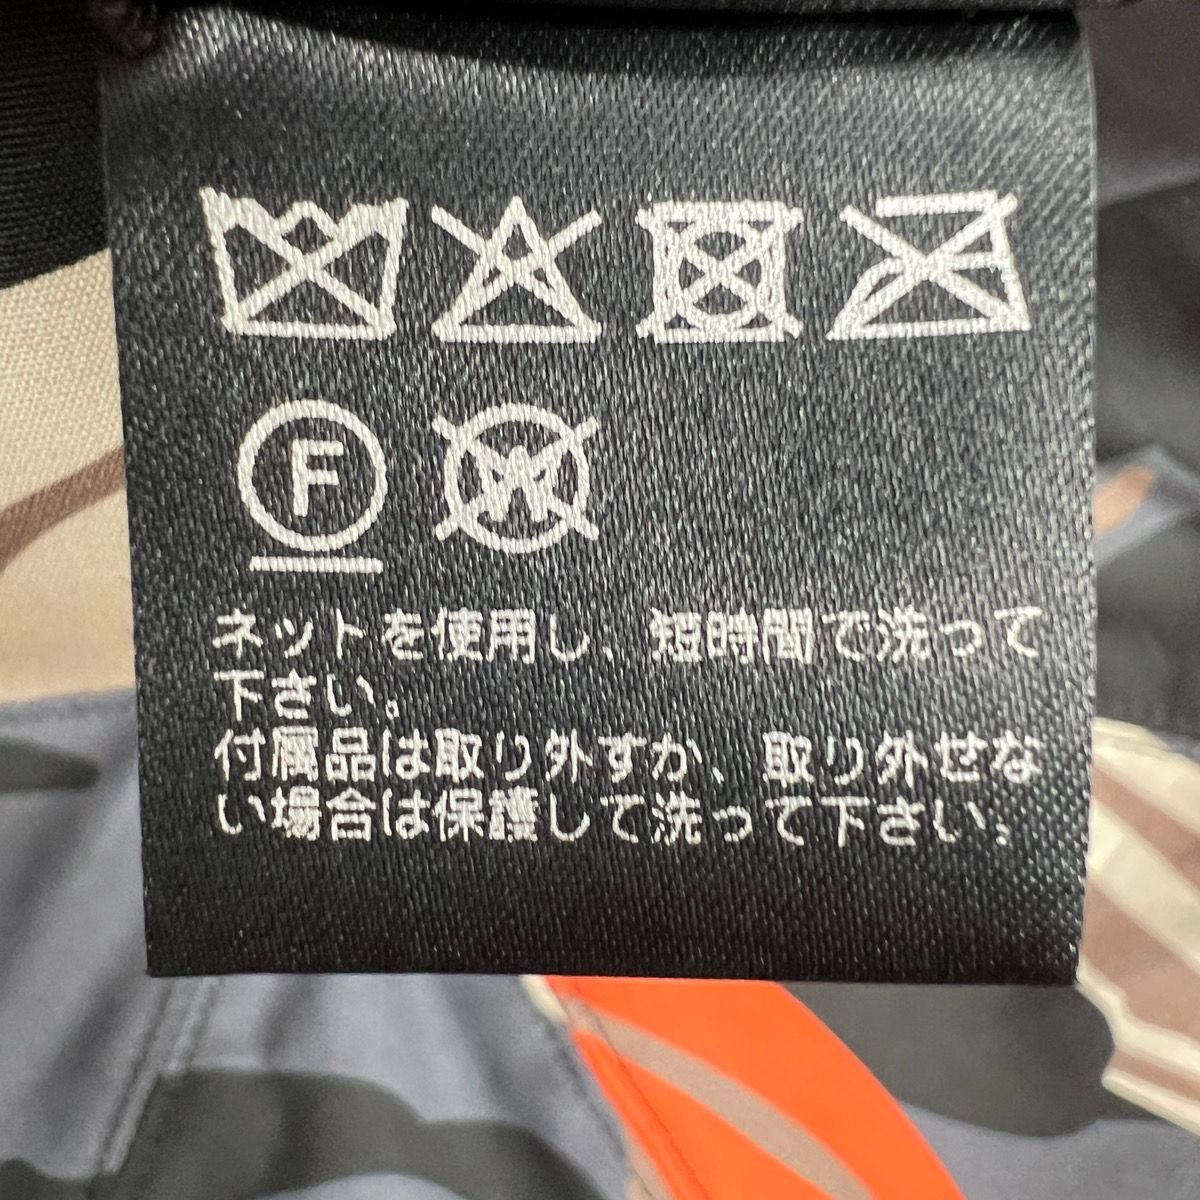 F
W
ネットを使用し、短時間で洗って
下さい。
付属品は取り外すか、取り外せな
い場合は保護して洗って下さい。